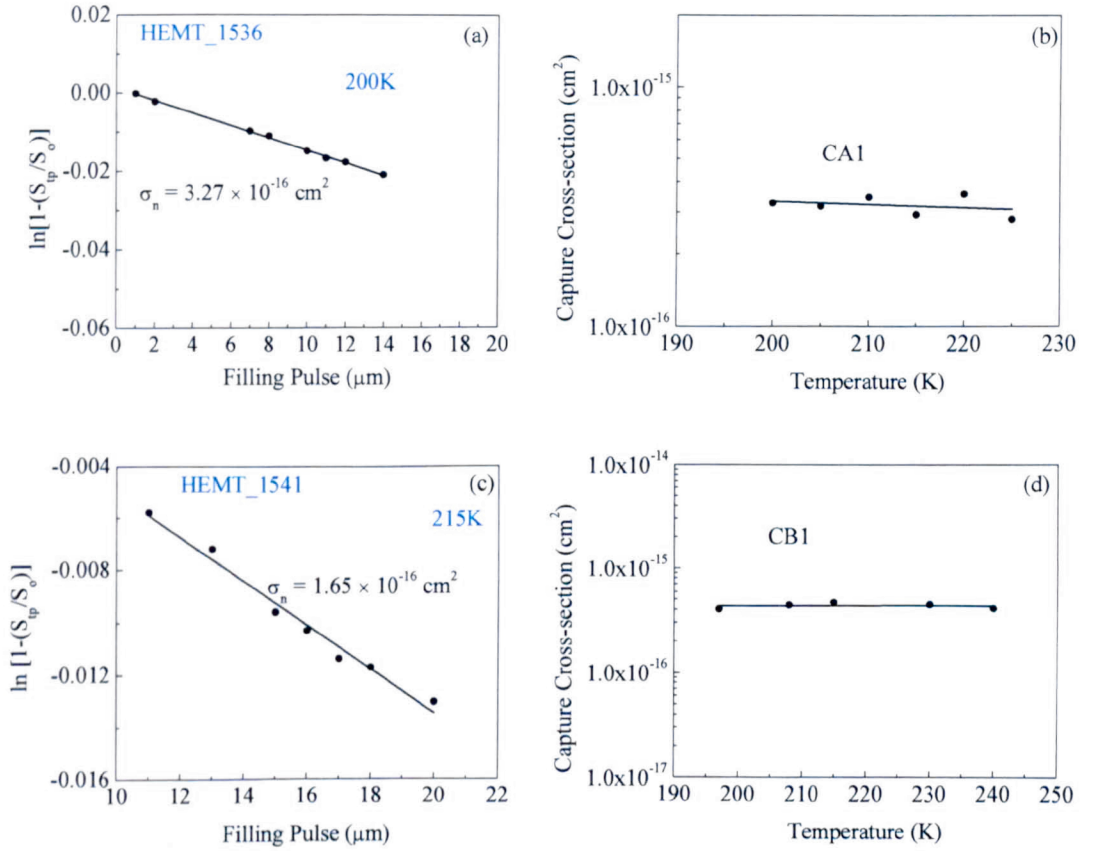 HEMT_1536
(a)
200K
σn = 3.27 × 10-16 cm2
0.02
0.00
-0.02
-0.04
-0.06
ln[1-(Stp/So)]
0 2 4 6 8 10 12 14 16 18 20
Filling Pulse (μm)
(b)
CA1
1.0x10-15
1.0x10-16
Capture Cross-section (cm2)
190 200 210 220 230
Temperature (K)
HEMT_1541
(c)
215K
σn = 1.65 × 10-16 cm2
-0.004
-0.008
-0.012
-0.016
ln [1-(Stp/So)]
10 12 14 16 18 20 22
Filling Pulse (μm)
(d)
CB1
1.0x10-14
1.0x10-15
1.0x10-16
1.0x10-17
Capture Cross-section (cm2)
190 200 210 220 230 240 250
Temperature (K)